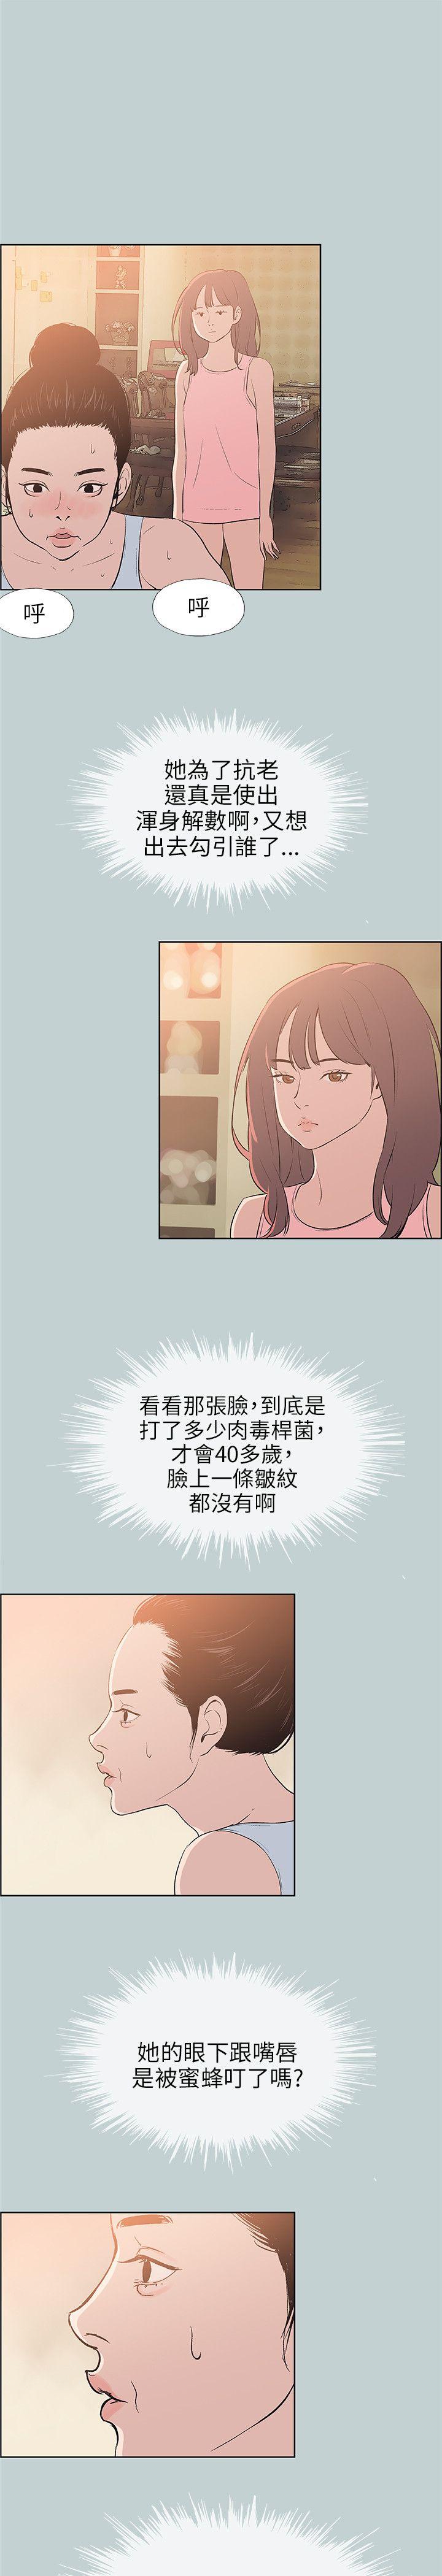 呼
呼
她為了抗老
還真是使出
渾身解數啊,又想
出去勾引誰了...
看看那張臉,到底是
打了多少肉毒桿菌,
才會40多歲,
臉上一條皺紋
都沒有啊
她的眼下跟嘴唇
是被蜜蜂叮了嗎?